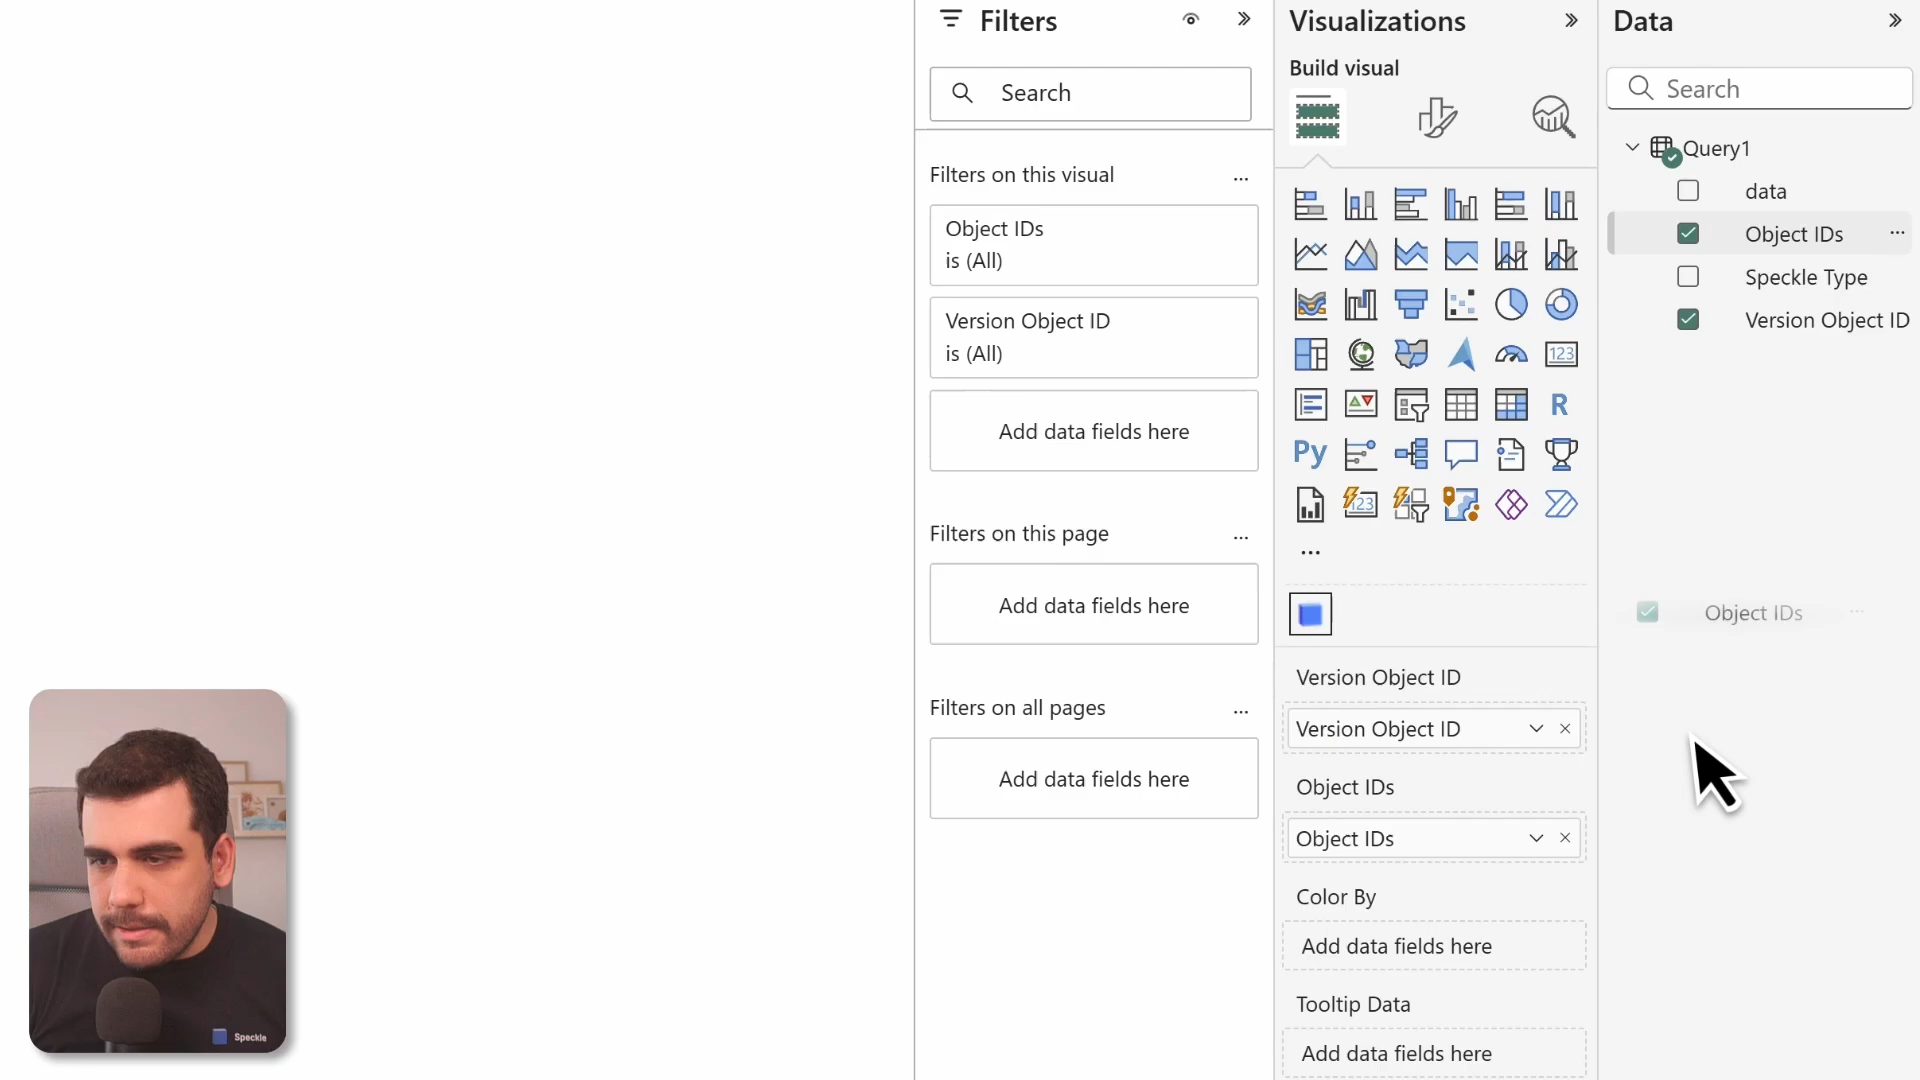 Filters
Search
Filters on this visual
...
Object IDs
is (All)
Version Object ID
is (All)
Add data fields here
Filters on this page
...
Add data fields here
Filters on all pages
...
Add data fields here
Visualizations
Build visual
123
R
Py
123
...
Version Object ID
Version Object ID
Object IDs
Object IDs
Color By
Add data fields here
Tooltip Data
Add data fields here
Data
Search
Query1
data
Object IDs
...
Speckle Type
Version Object ID
Object IDs
...
Speckle